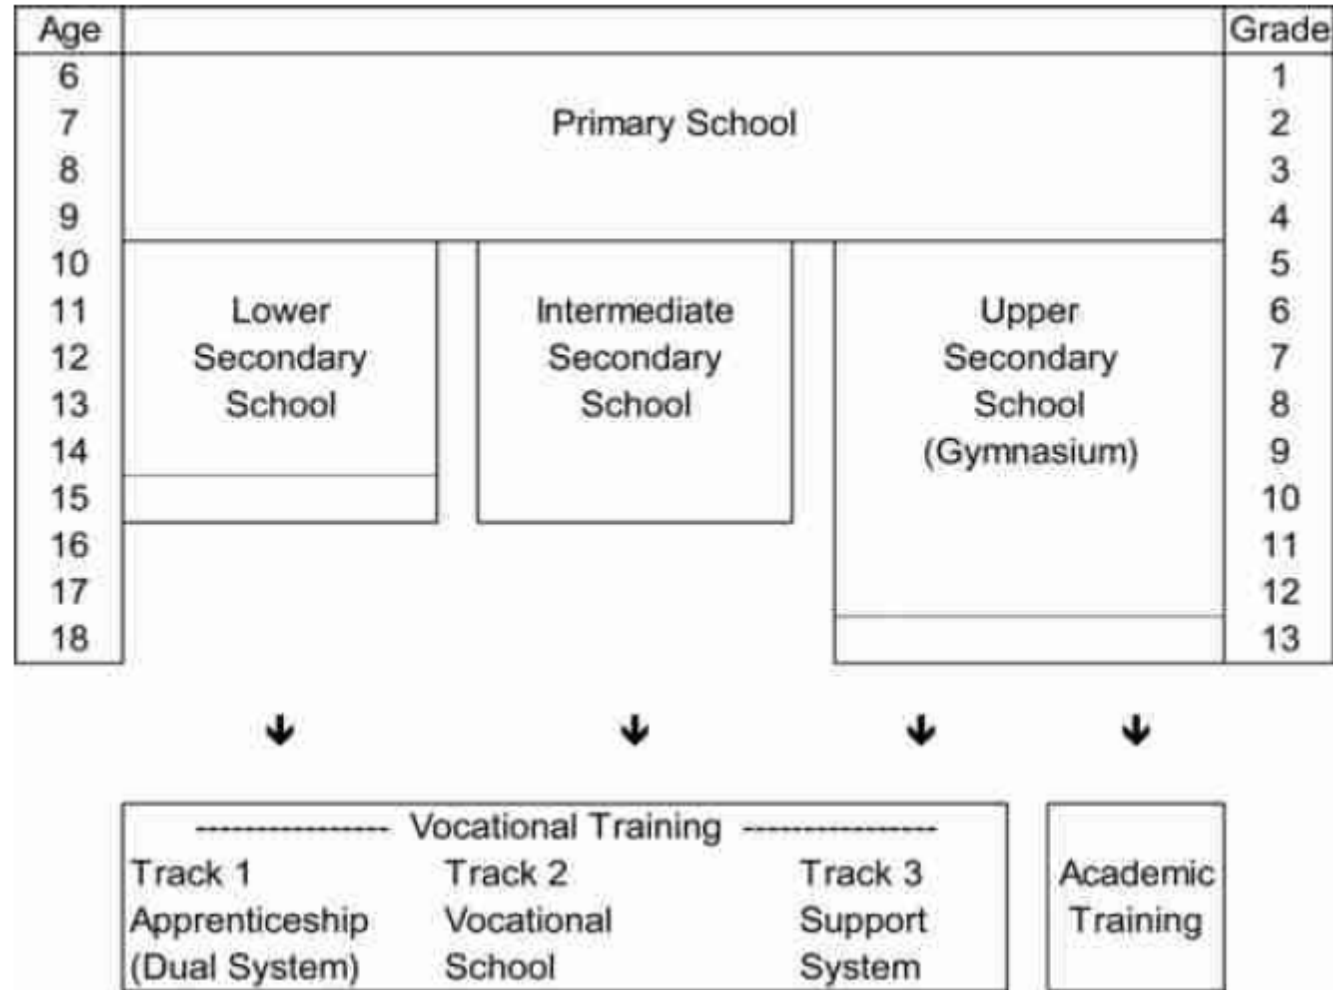 Age Grade
6 1
7 Primary School 2
8 3
9 4
10 5
11 Lower Intermediate Upper 6
12 Secondary Secondary Secondary 7
13 School School School 8
14 (Gymnasium) 9
15 10
16 11
17 12
18 13
--------------- Vocational Training ---------------
Track 1 Track 2 Track 3 Academic
Apprenticeship Vocational Support Training
(Dual System) School System